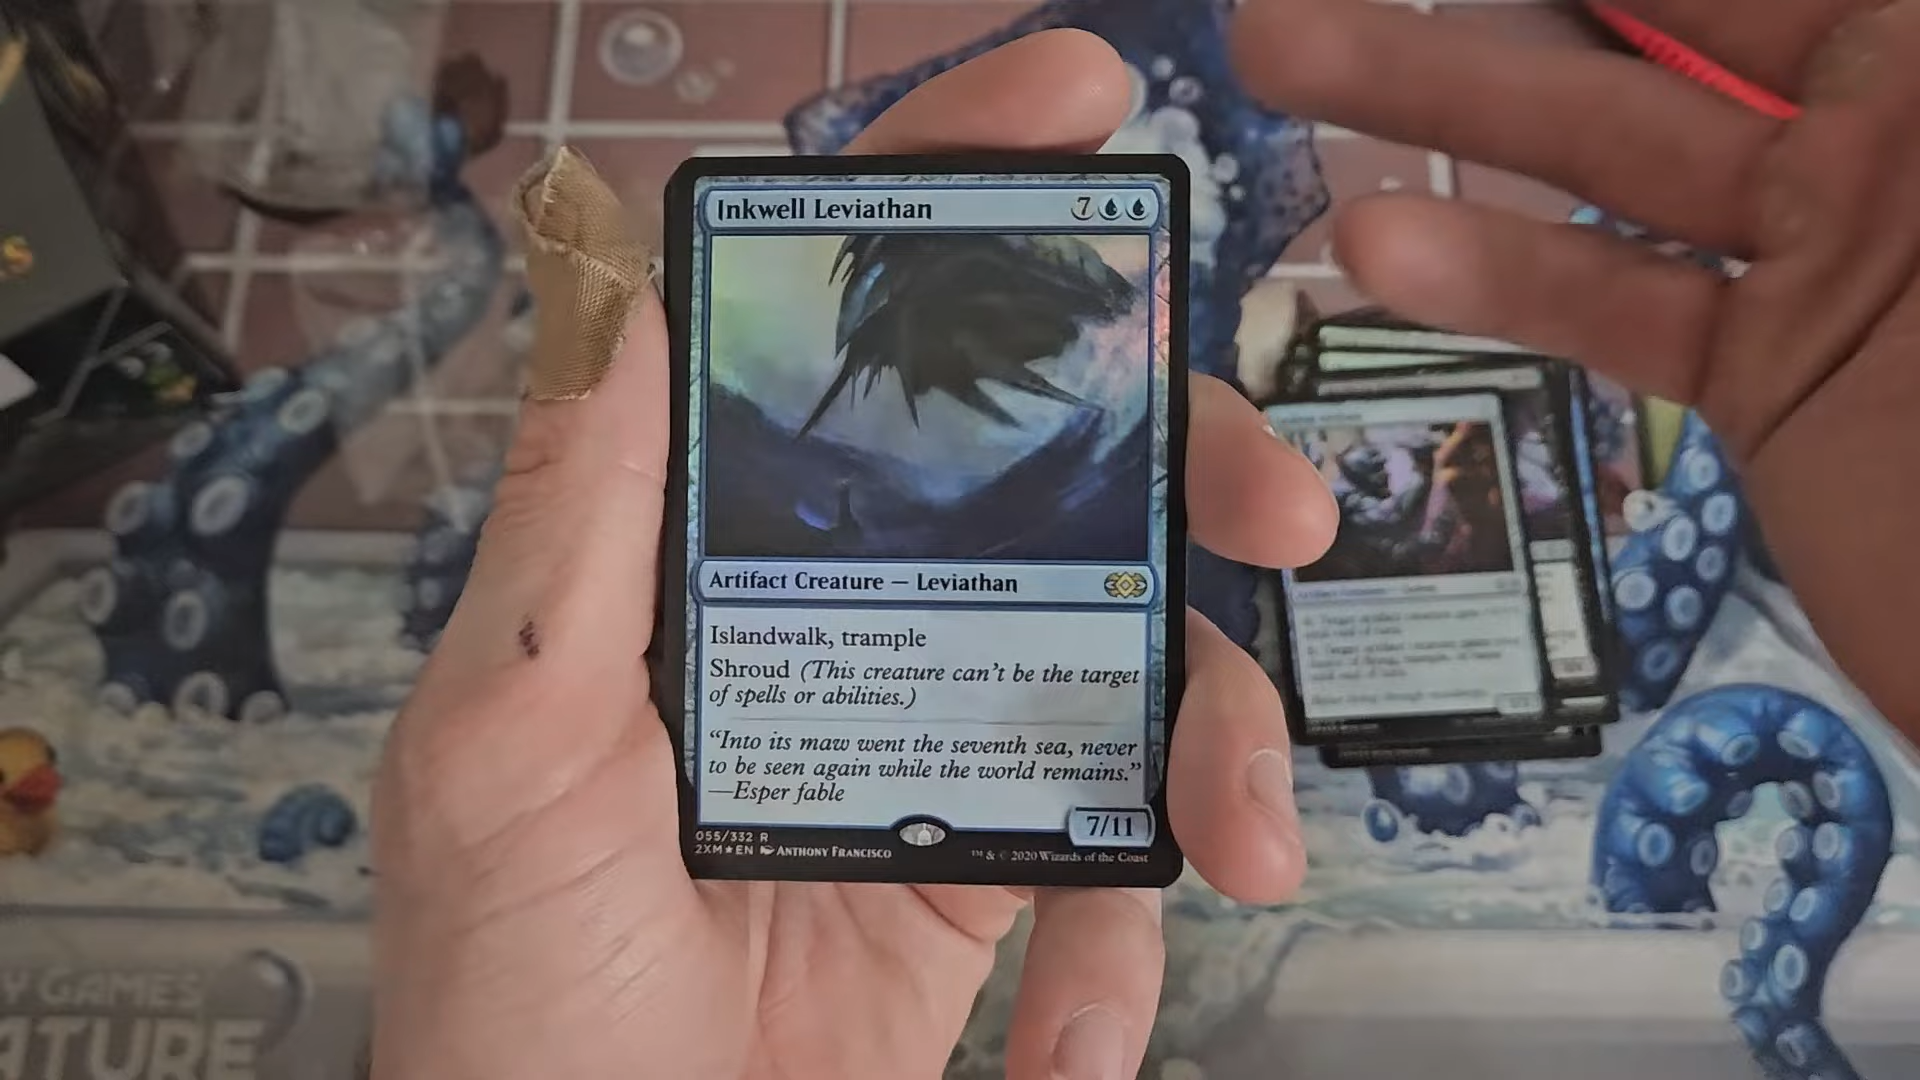 Inkwell Leviathan
7
Artifact Creature — Leviathan
Islandwalk, trample
Shroud (This creature can't be the target
of spells or abilities.)
“Into its maw went the seventh sea, never
to be seen again while the world remains.”
—Esper fable
7/11
055/332 R
2XM★EN ANTHONY FRANCISCO
™ & © 2020 Wizards of the Coast
Y GAMES
ATURE